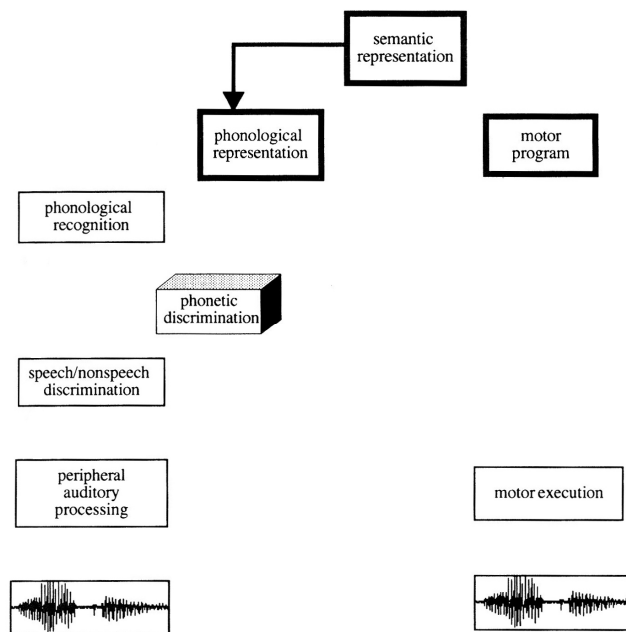 semantic
representation
phonological
representation
motor
program
phonological
recognition
phonetic
discrimination
speech/nonspeech
discrimination
peripheral
auditory
processing
motor execution